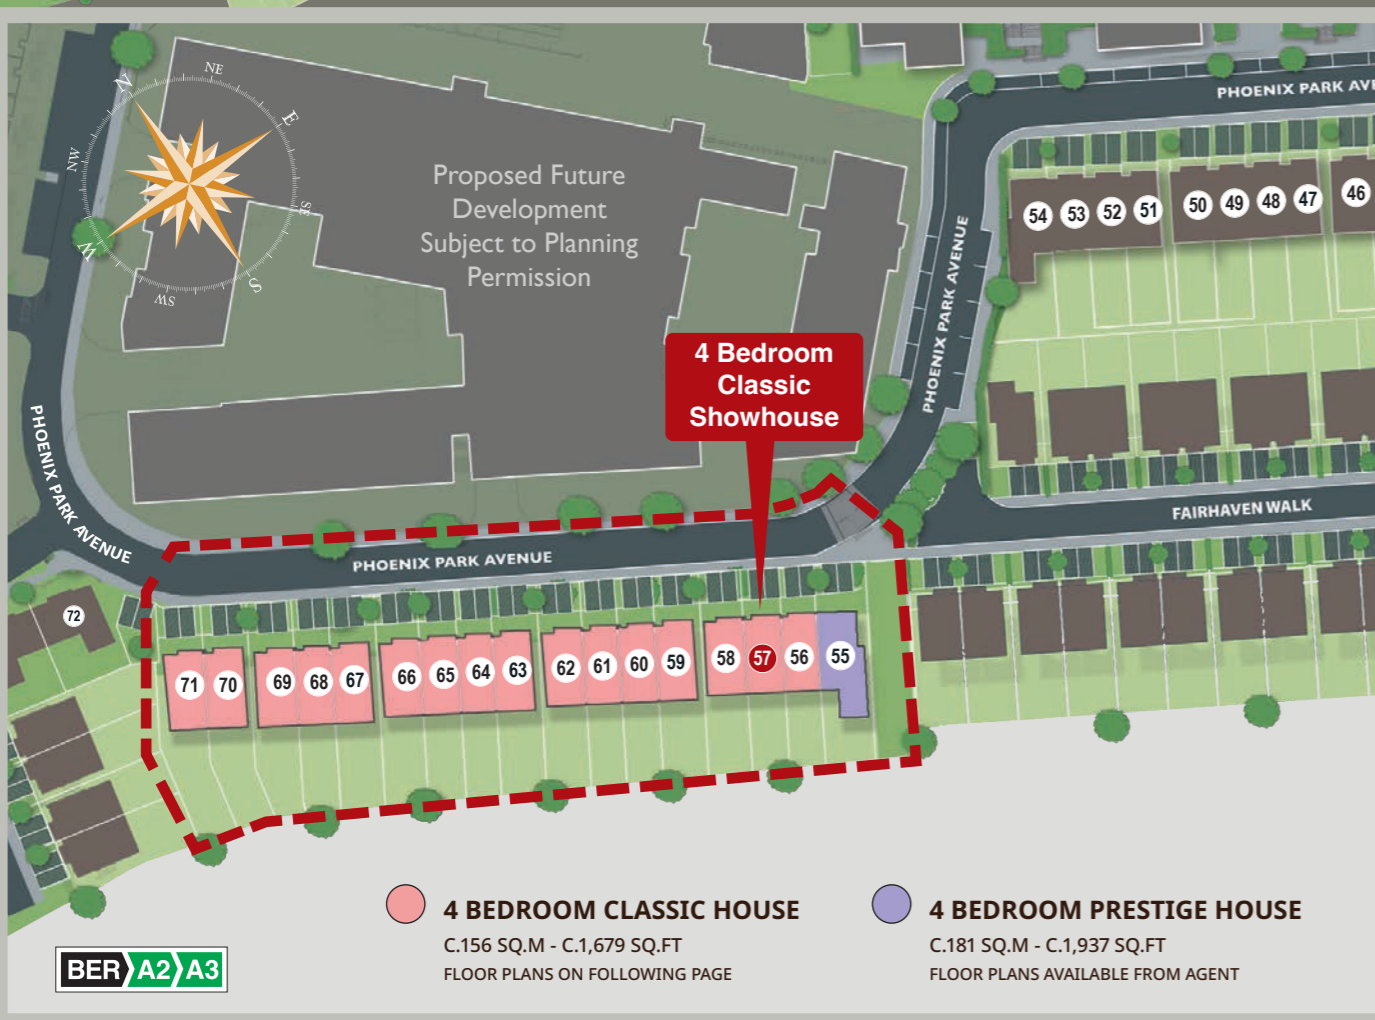 N
NE
E
SE
S
SW
W
NW
Proposed Future
Development
Subject to Planning
Permission
PHOENIX PARK AVE
PHOENIX PARK AVENUE
54 53 52 51 50 49 48 47 46
4 Bedroom
Classic
Showhouse
PHOENIX PARK AVENUE
FAIRHAVEN WALK
PHOENIX PARK AVENUE
72
71 70 69 68 67 66 65 64 63 62 61 60 59 58 57 56 55
4 BEDROOM CLASSIC HOUSE
C.156 SQ.M - C.1,679 SQ.FT
FLOOR PLANS ON FOLLOWING PAGE
4 BEDROOM PRESTIGE HOUSE
C.181 SQ.M - C.1,937 SQ.FT
FLOOR PLANS AVAILABLE FROM AGENT
BER A2 A3